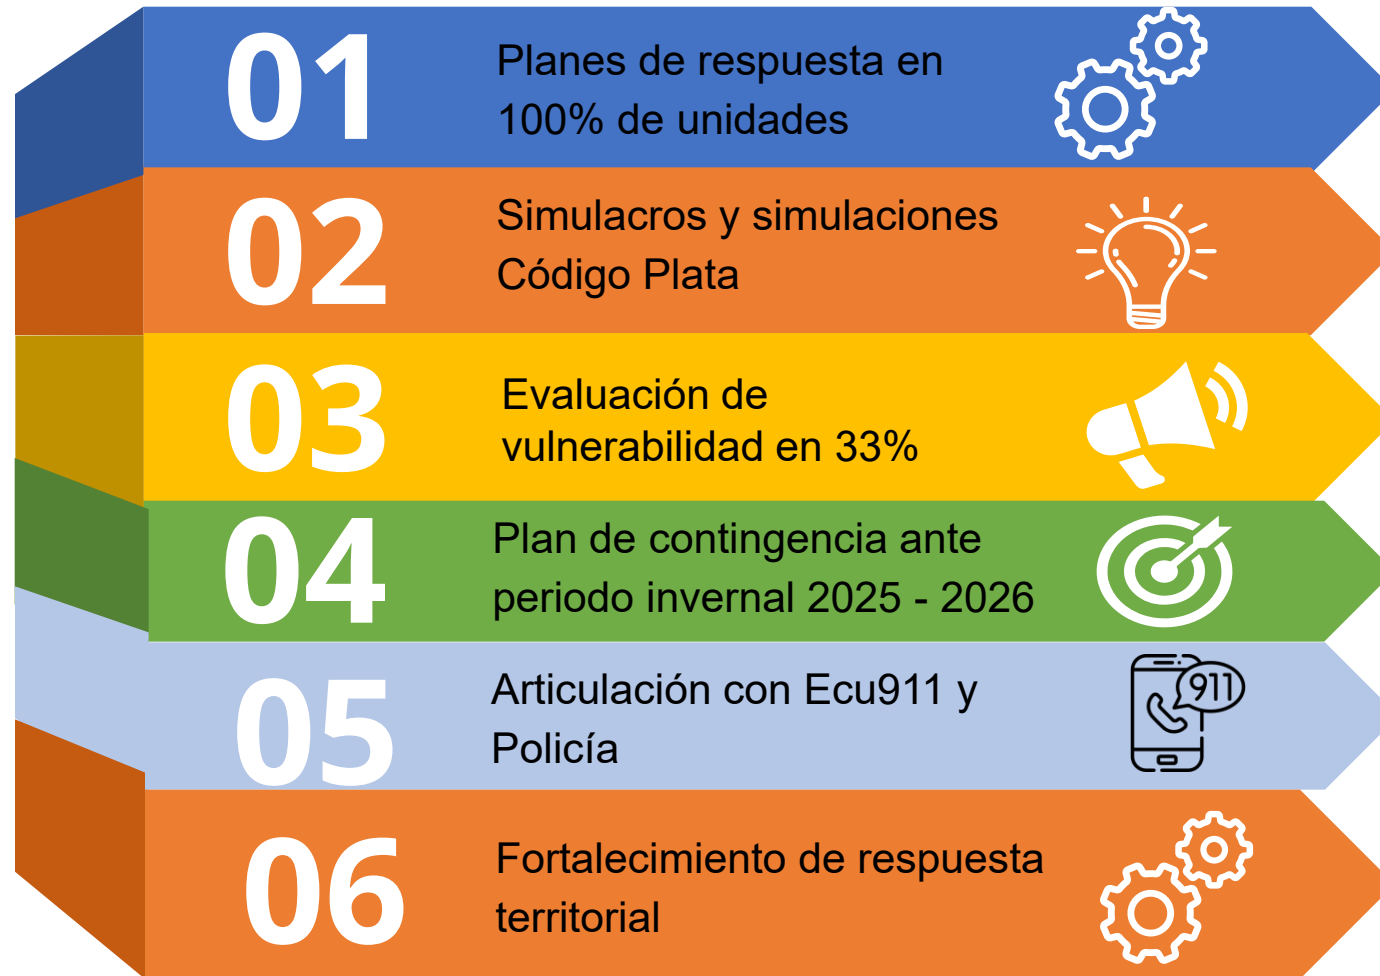 01
Planes de respuesta en
100% de unidades
02
Simulacros y simulaciones
Código Plata
03
Evaluación de
vulnerabilidad en 33%
04
Plan de contingencia ante
periodo invernal 2025 - 2026
05
Articulación con Ecu911 y
Policía
911
06
Fortalecimiento de respuesta
territorial